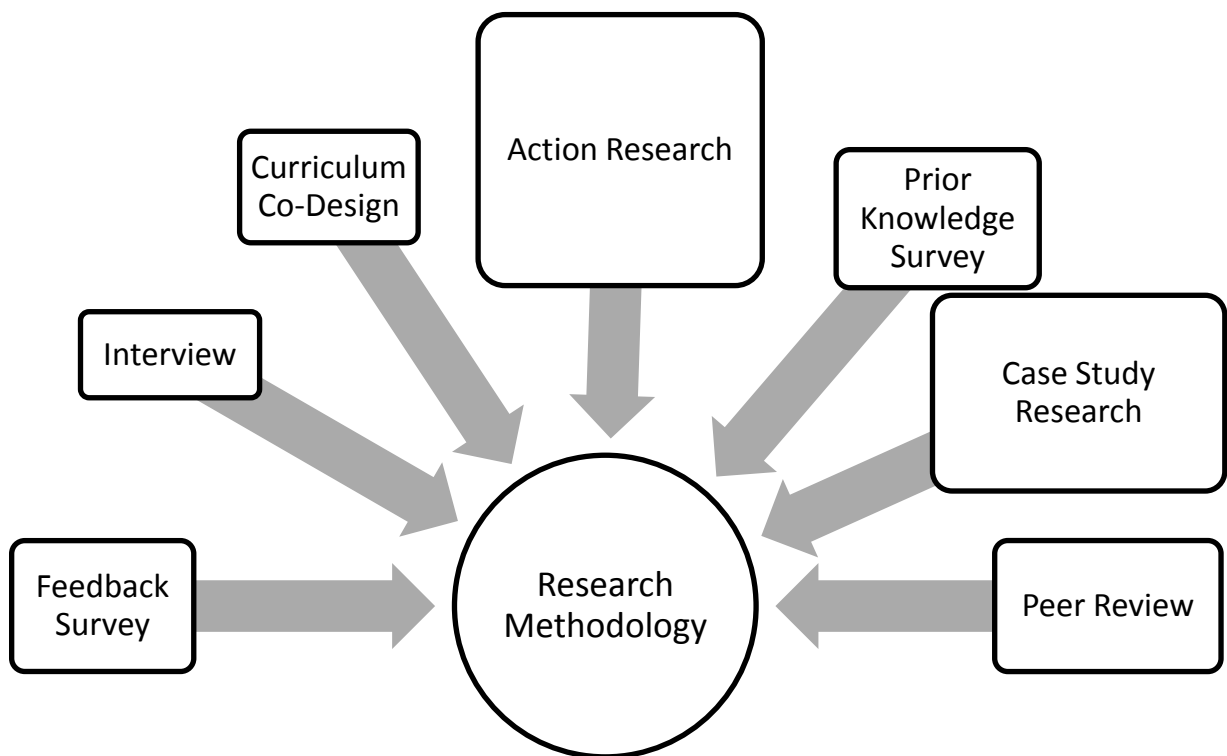 Action Research
Curriculum
Co-Design
Prior
Knowledge
Survey
Interview
Case Study
Research
Feedback
Survey
Research
Methodology
Peer Review